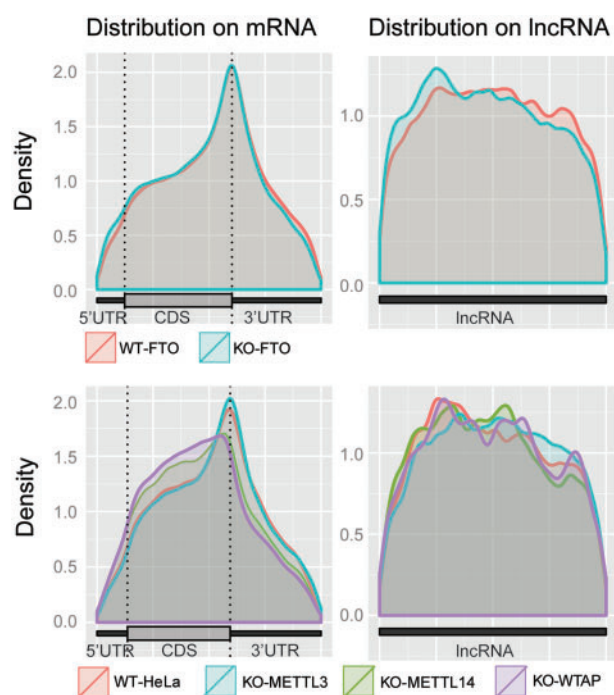 Distribution on mRNA
Distribution on lncRNA
Density
2.0
1.5
1.0
0.5
0.0
1.0
0.5
0.0
5'UTR
CDS
3'UTR
lncRNA
WT-FTO
KO-FTO
Density
2.0
1.5
1.0
0.5
0.0
1.0
0.5
0.0
5'UTR
CDS
3'UTR
lncRNA
WT-HeLa
KO-METTL3
KO-METTL14
KO-WTAP